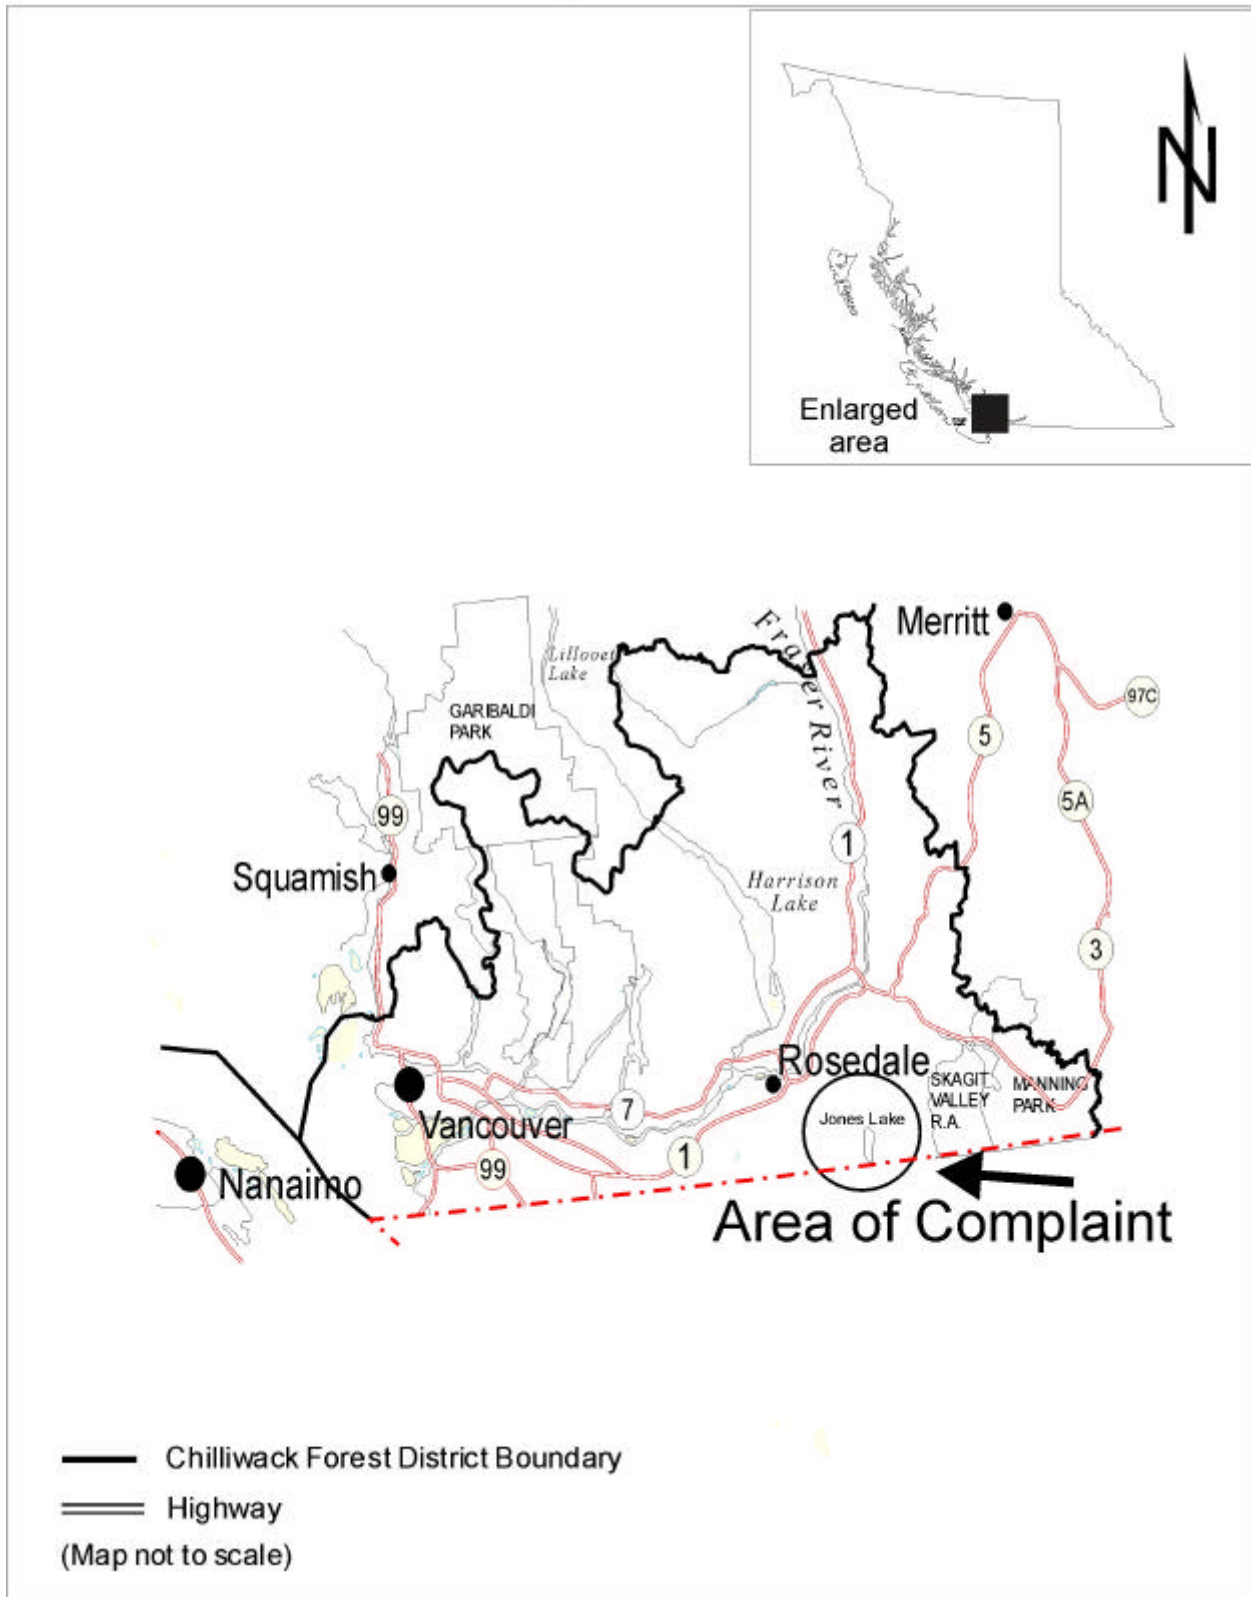 N
Enlarged
area
Merritt
Fraser River
Lillooet
Lake
GARIBALDI
PARK
97C
5
5A
99
1
Squamish
Harrison
Lake
3
Rosedale
SKAGIT
VALLEY
R.A.
MANNING
PARK
7
Jones Lake
Vancouver
1
99
Nanaimo
Area of Complaint
Chilliwack Forest District Boundary
Highway
(Map not to scale)